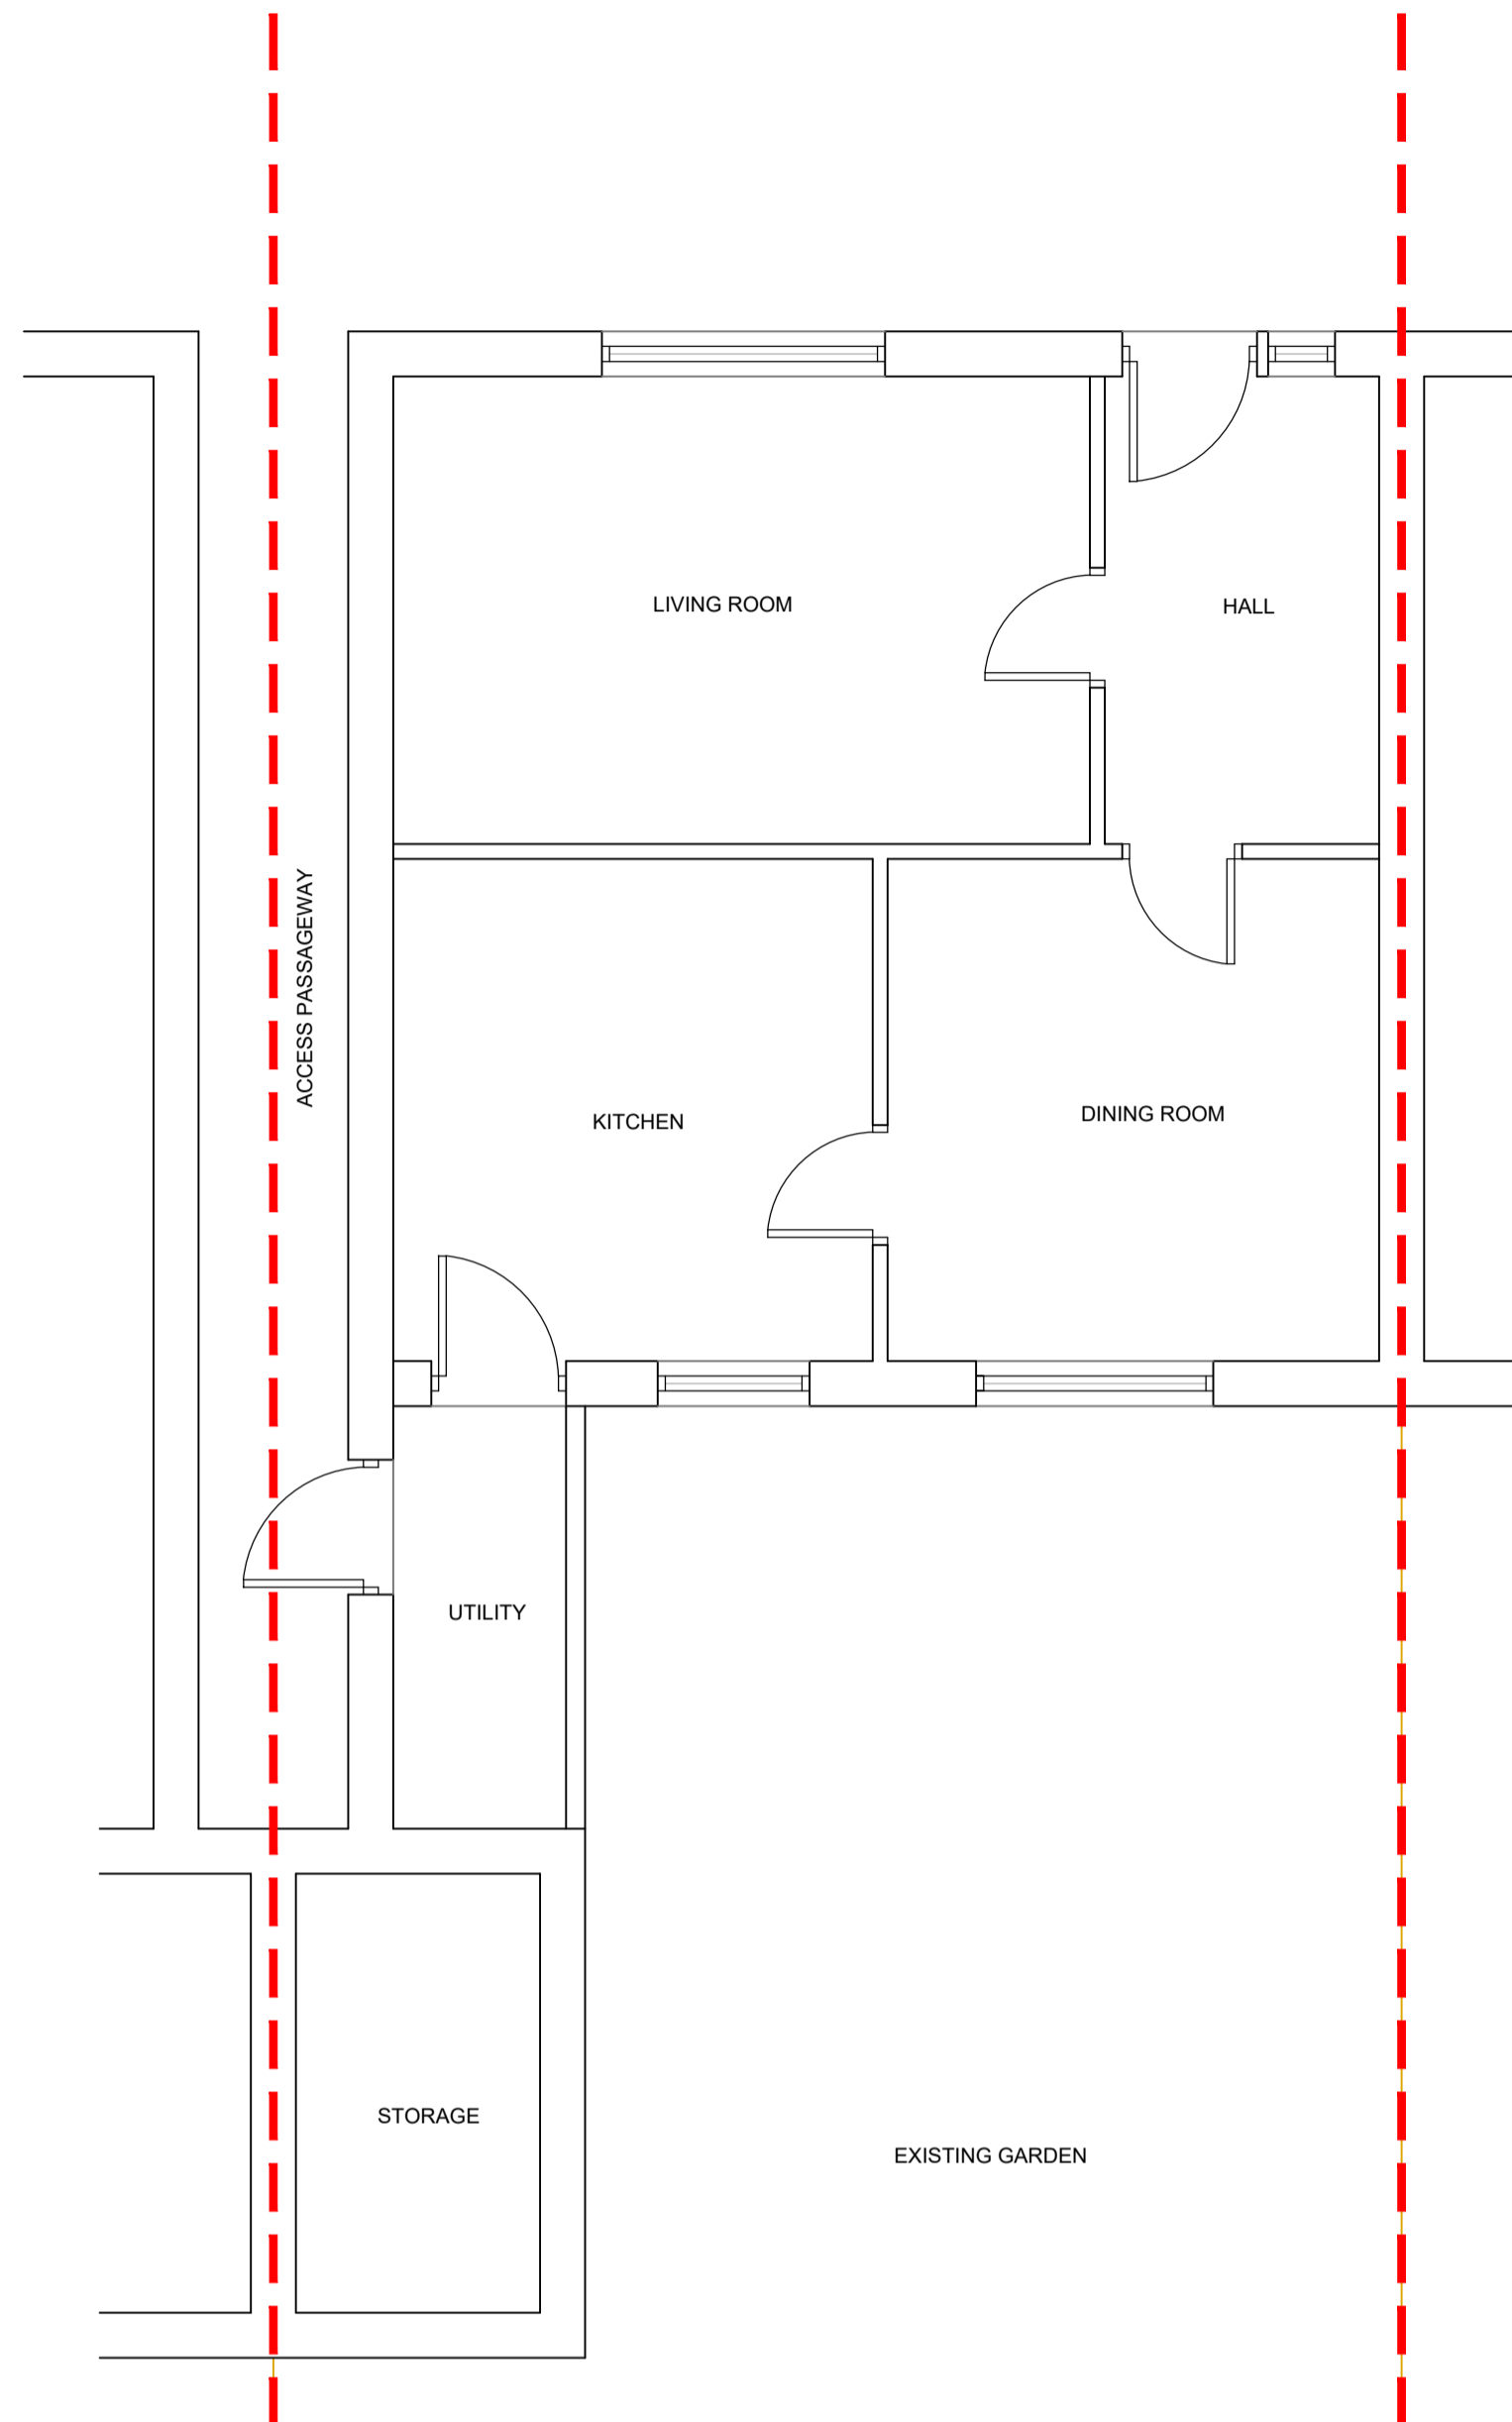 LIVING ROOM
HALL
ACCESS PASSAGEWAY
KITCHEN
DINING ROOM
UTILITY
STORAGE
EXISTING GARDEN